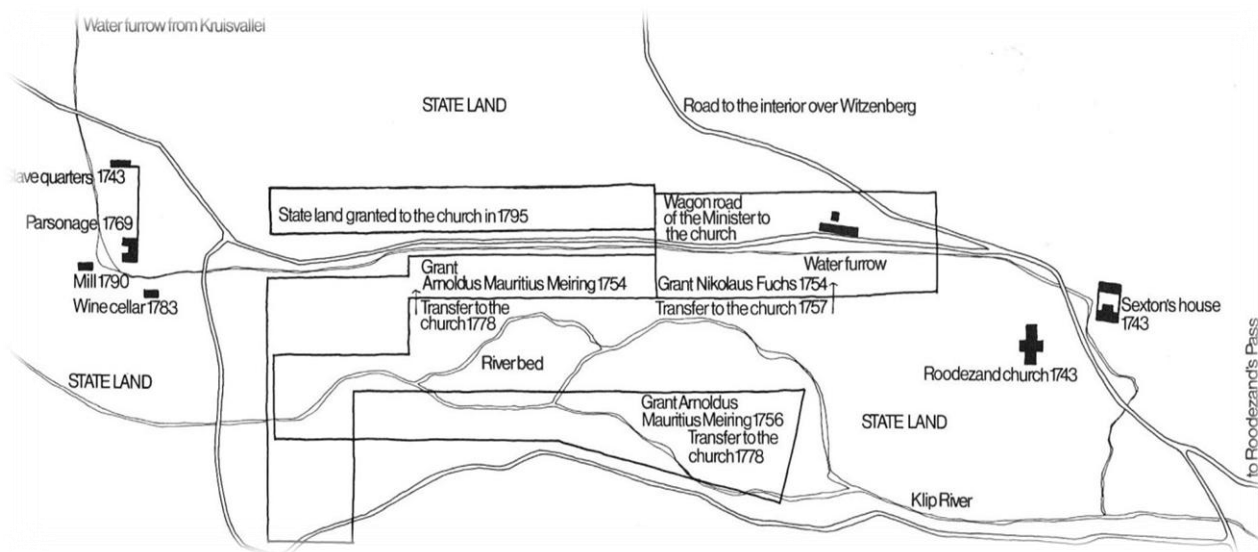 Water furrow from Kruisvallei
STATE LAND
Road to the interior over Witzenberg
quarters 1743
Parsonage 1769
Mill 1790
Wine cellar 1783
STATE LAND
State land granted to the church in 1795
Wagon road
of the Minister to
the church
Water furrow
Grant
Arnoldus Mauritius Meiring 1754
Transfer to the
church 1778
Grant Nikolaus Fuchs 1754
Transfer to the church 1757
River bed
Grant Arnoldus
Mauritius Meiring 1756
Transfer to the
church 1778
Sexton's house
1743
Roodezand church 1743
STATE LAND
Klip River
to Roodezand's Pass